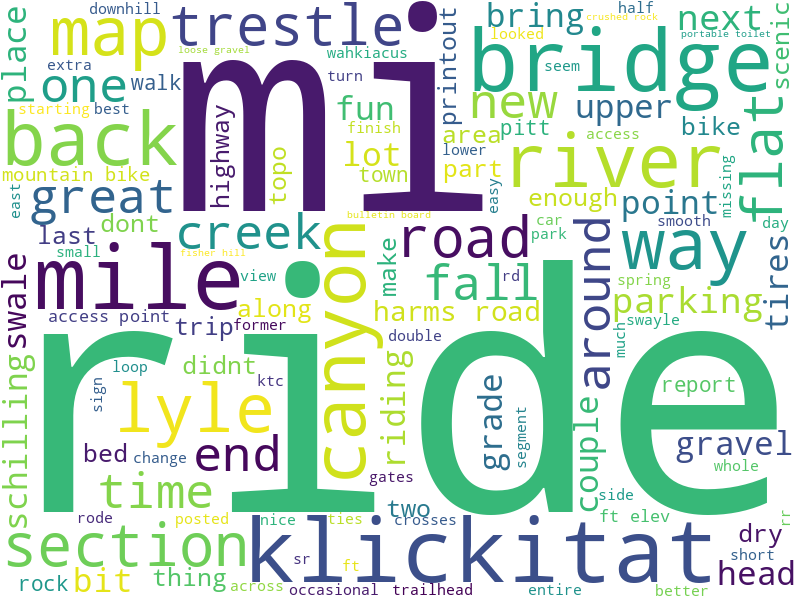 downhill
trestle
half
crushed rock
bring
next
scenic
place
map
loose gravel
wahkiacus
printout
looked
portable toilet
extra
mi
bridge
seem
one
walk
turn
highway
fun
new
upper
flat
starting
best
back
finish
topo
area
pitt
access
bike
lot
lower
part
river
missing
mountain bike
town
easy
enough
car
day
east
great
point
park
smooth
dont
bulletin board
last
creek
canyon
road
around
way
small
fisher hill
make
rd
spring
tires
swale
mile
view
fall
parking
access point
along
harms road
trip
former
double
much
swayle
schilling
didnt
riding
loop
ktc
report
sign
lyle
grade
segment
couple
gravel
bed
change
end
gates
whole
time
two
side
rode
posted
nice
ties
crosses
ft elev
rr
ride
section
klickitat
sr
ft
dry
short
head
rock
bit
thing
across
occasional
trailhead
entire
better